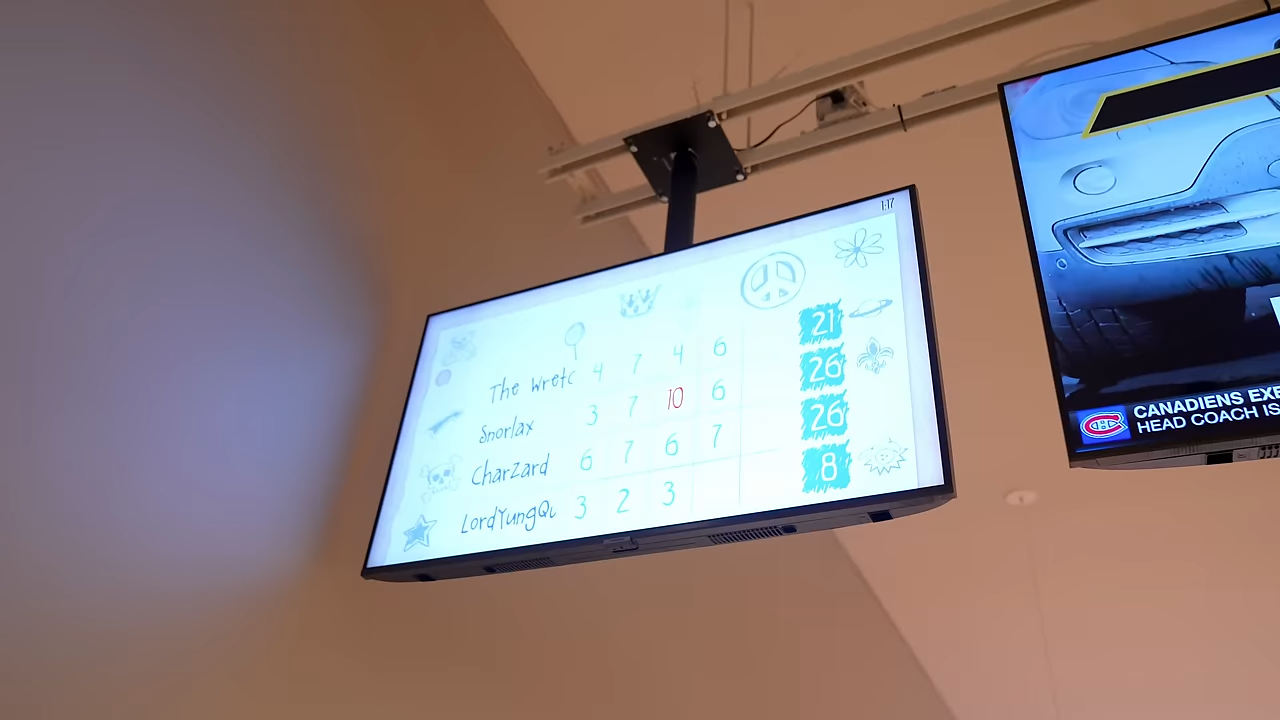 1:17
The Wretc 4 7 4 6 21
Snorlax 3 7 10 6 26
CharZard 6 7 6 7 26
LordYungQu 3 2 3 8
CANADIENS EXE
HEAD COACH IS